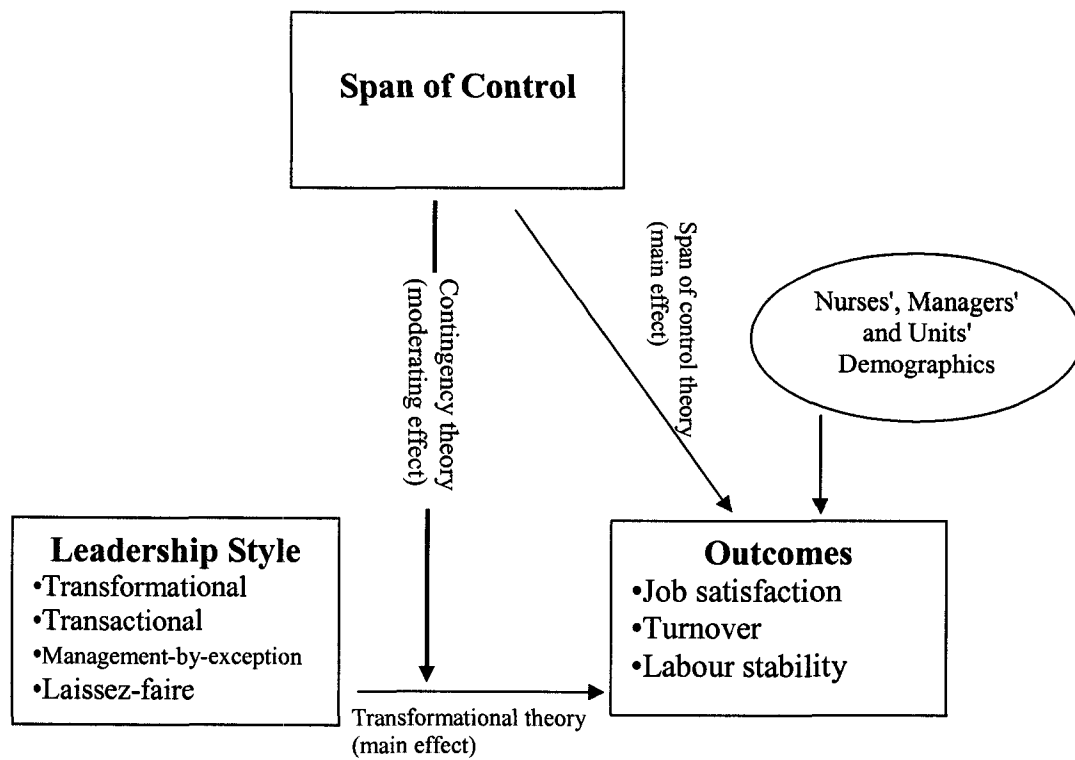 Span of Control
Contingency theory
(moderating effect)
Span of control theory
(main effect)
Nurses', Managers'
and Units'
Demographics
Leadership Style
•Transformational
•Transactional
•Management-by-exception
•Laissez-faire
Transformational theory
(main effect)
Outcomes
•Job satisfaction
•Turnover
•Labour stability